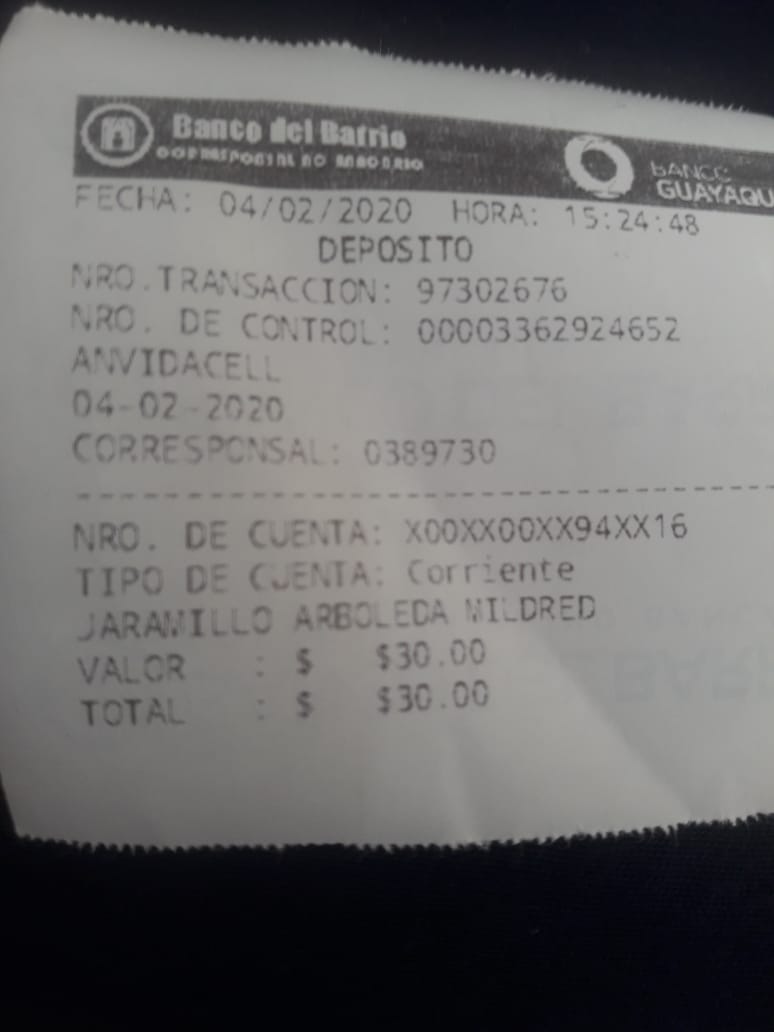 Banco del Barrio
CORRESPONSAL NO BANCARIO
BANCO
GUAYAQU
FECHA: 04/02/2020 HORA: 15:24:48
DEPOSITO
NRO.TRANSACCION: 97302676
NRO. DE CONTROL: 00003362924652
ANVIDACELL
04-02-2020
CORRESPONSAL: 0389730
NRO. DE CUENTA: X00XX00XX94XX16
TIPO DE CUENTA: Corriente
JARAMILLO ARBOLEDA MILDRED
VALOR : $ $30.00
TOTAL : $ $30.00